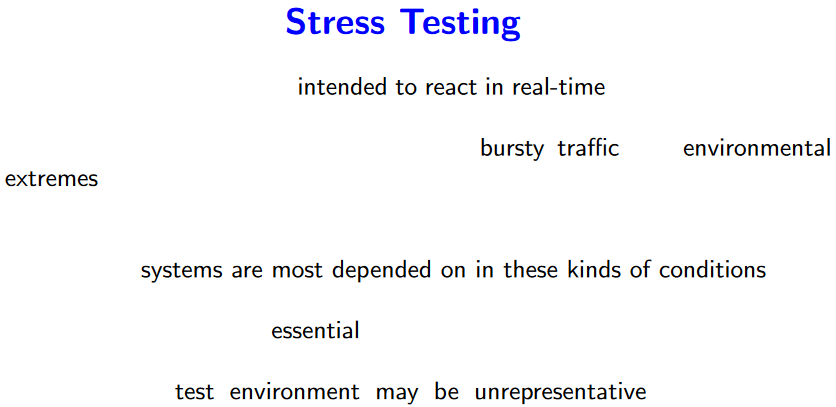 Stress Testing
intended to react in real-time
bursty traffic environmental
extremes
systems are most depended on in these kinds of conditions
essential
test environment may be unrepresentative